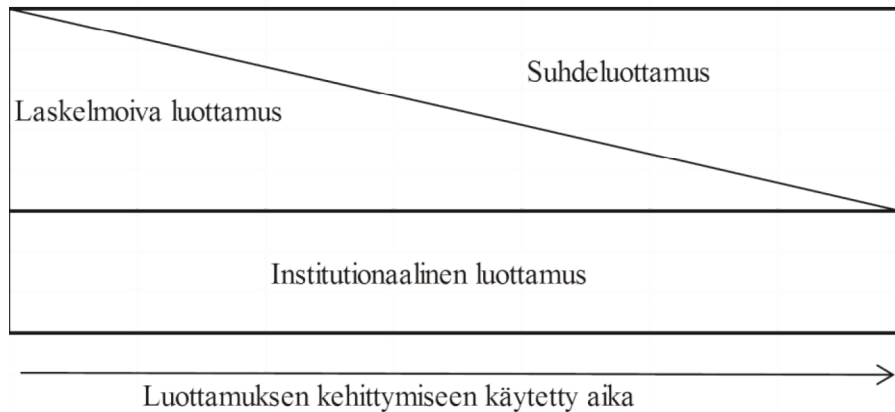 Suhdeluottamus
Laskelmoiva luottamus
Institutionaalinen luottamus
Luottamuksen kehittymiseen käytetty aika